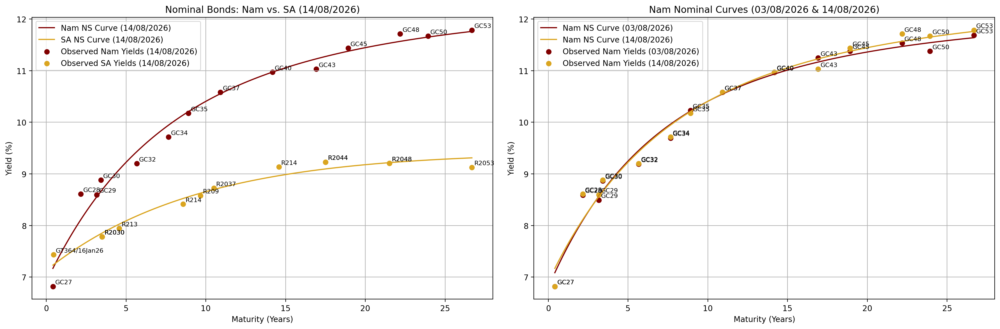 Nominal Bonds: Nam vs. SA (14/08/2026)
Nam NS Curve (14/08/2026)
SA NS Curve (14/08/2026)
Observed Nam Yields (14/08/2026)
Observed SA Yields (14/08/2026)
GC53
GC48
GC50
GC45
GC40
GC43
GC37
GC35
GC34
GC32
GC30
GC28
GC29
GC27
R2044
R2048
R214
R2053
R2037
R209
R214
R213
R2030
GT364/16Jan26
12
11
10
9
8
7
Yield (%)
0
5
10
15
20
25
Maturity (Years)
Nam Nominal Curves (03/08/2026 & 14/08/2026)
Nam NS Curve (03/08/2026)
Nam NS Curve (14/08/2026)
Observed Nam Yields (03/08/2026)
Observed Nam Yields (14/08/2026)
GC53
GC53
GC48
GC50
GC48
GC50
GC45
GC45
GC43
GC43
GC40
GC37
GC35
GC35
GC34
GC34
GC32
GC32
GC30
GC30
GC28
GC28
GC29
GC29
GC27
12
11
10
9
8
7
Yield (%)
0
5
10
15
20
25
Maturity (Years)